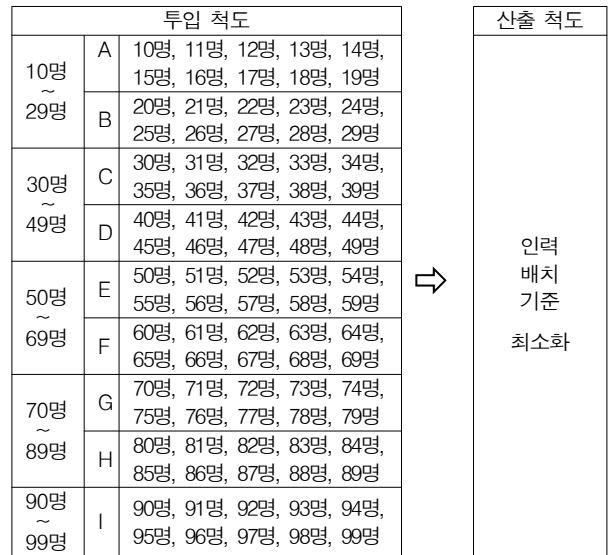 투입 척도
산출 척도
10명
~
29명
A
10명, 11명, 12명, 13명, 14명,
15명, 16명, 17명, 18명, 19명
B
20명, 21명, 22명, 23명, 24명,
25명, 26명, 27명, 28명, 29명
30명
~
49명
C
30명, 31명, 32명, 33명, 34명,
35명, 36명, 37명, 38명, 39명
D
40명, 41명, 42명, 43명, 44명,
45명, 46명, 47명, 48명, 49명
50명
~
69명
E
50명, 51명, 52명, 53명, 54명,
55명, 56명, 57명, 58명, 59명
F
60명, 61명, 62명, 63명, 64명,
65명, 66명, 67명, 68명, 69명
70명
~
89명
G
70명, 71명, 72명, 73명, 74명,
75명, 76명, 77명, 78명, 79명
H
80명, 81명, 82명, 83명, 84명,
85명, 86명, 87명, 88명, 89명
90명
~
99명
I
90명, 91명, 92명, 93명, 94명,
95명, 96명, 97명, 98명, 99명
⇨
인력
배치
기준
최소화